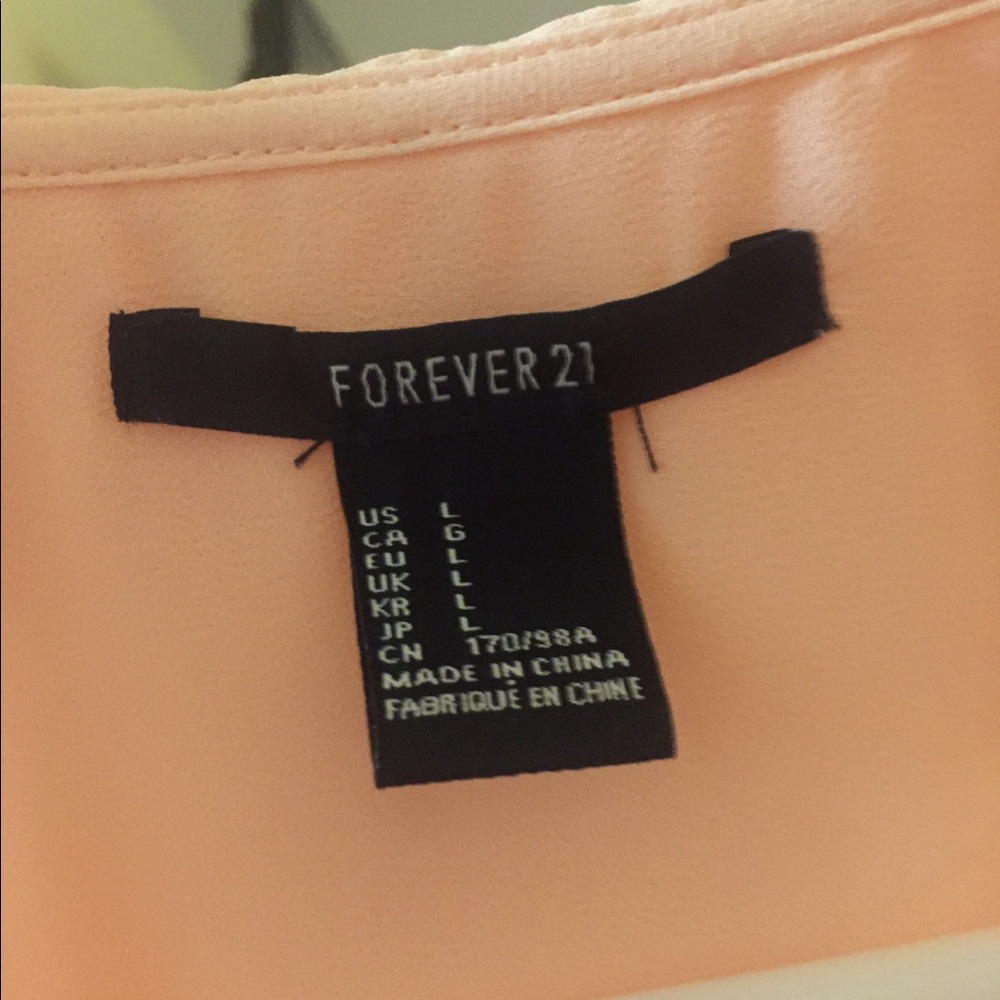 FOREVER 21
US L
CA G
EU L
UK L
KR L
JP L
CN 170/98A
MADE IN CHINA
FABRIQUÉ EN CHINE